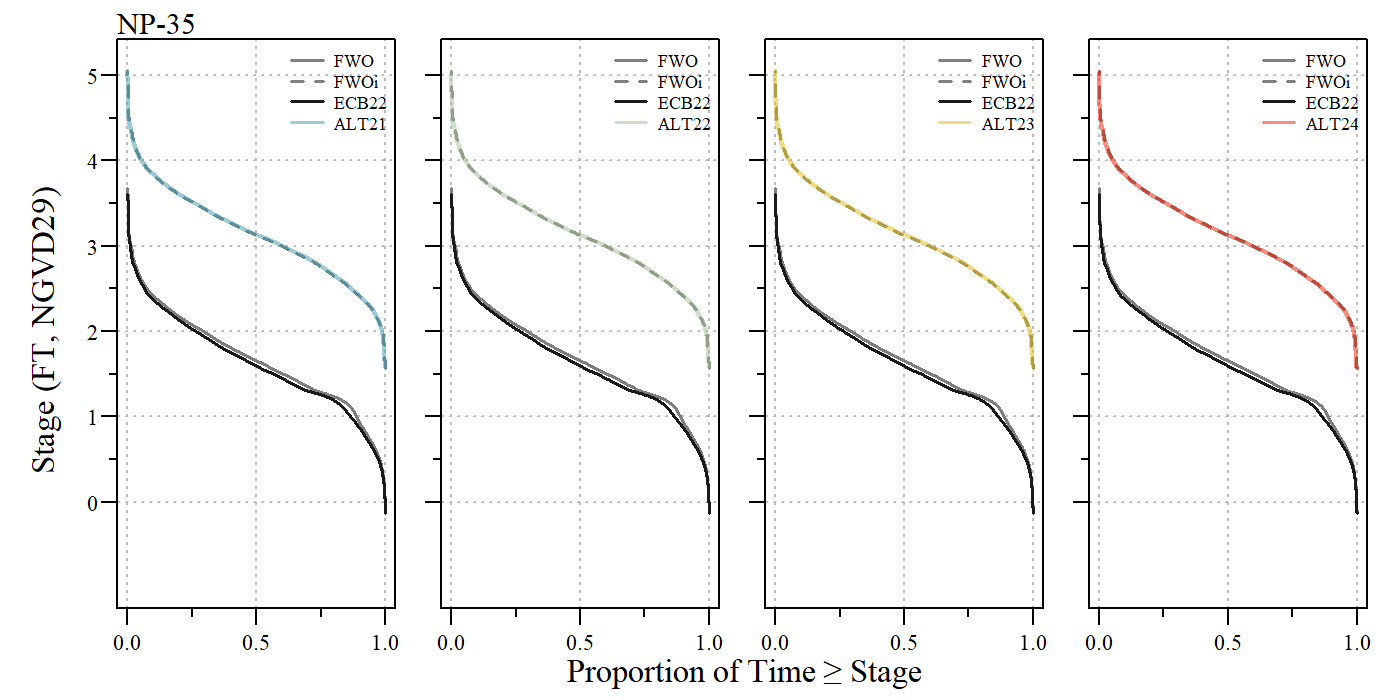 NP-35
FWO
FWOi
ECB22
ALT21
FWO
FWOi
ECB22
ALT22
FWO
FWOi
ECB22
ALT23
FWO
FWOi
ECB22
ALT24
Stage (FT, NGVD29)
5
4
3
2
1
0
0.0 0.5 1.0
0.0 0.5 1.0
0.0 0.5 1.0
0.0 0.5 1.0
Proportion of Time ≥ Stage